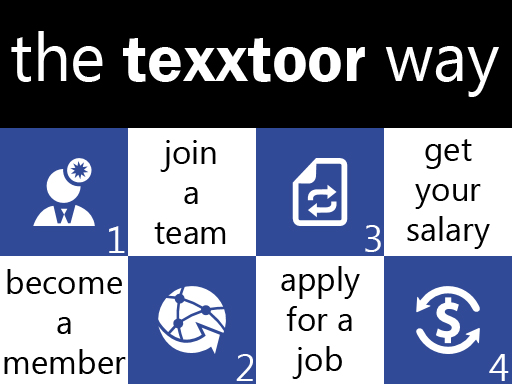 the texxtoor way
1
become
a
member
join
a
team
2
3
apply
for a
job
get
your
salary
$
4